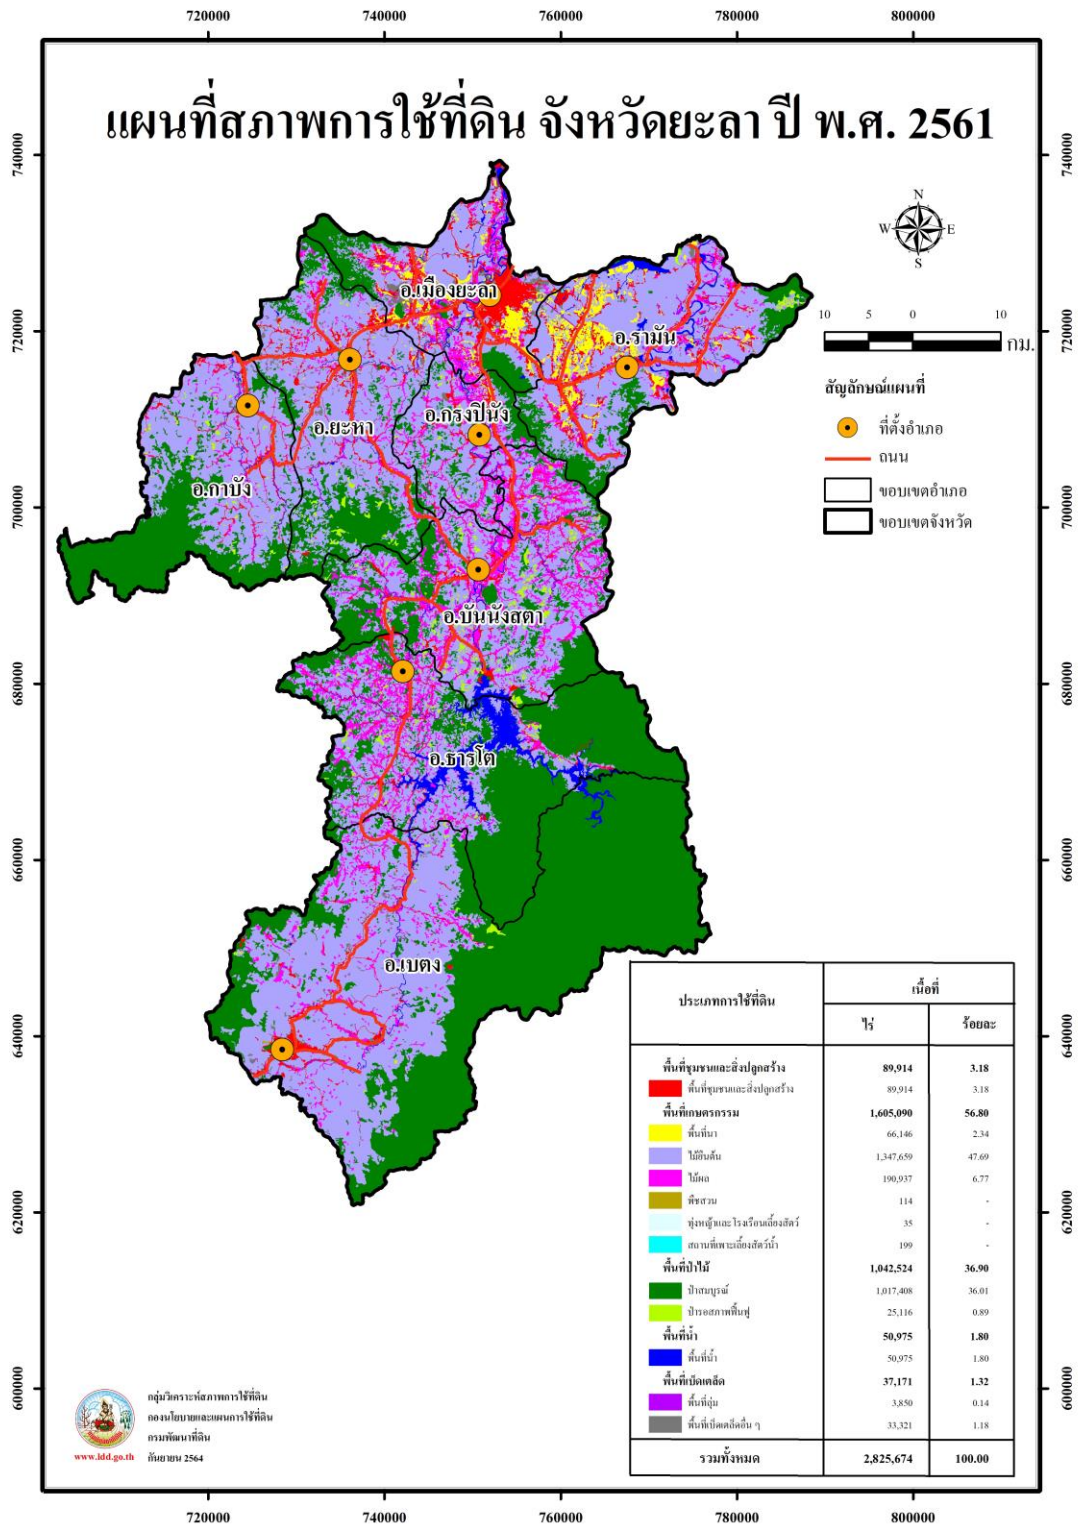 720000 740000 760000 780000 800000
แผนที่สภาพการใช้ที่ดิน จังหวัดยะลา ปี พ.ศ. 2561
740000 740000
N
W E
S
อ.เมืองยะลา
10 5 0 10
กม.
720000 720000
อ.รามัน
สัญลักษณ์แผนที่
อ.กรงปินัง
ที่ตั้งอำเภอ
อ.ยะหา
ถนน
อ.กาบัง
ขอบเขตอำเภอ
700000 700000
ขอบเขตจังหวัด
อ.บันนังสตา
680000 680000
อ.ธารโต
660000 660000
อ.เบตง
640000 640000
ประเภทการใช้ที่ดิน เนื้อที่
ไร่ ร้อยละ
พื้นที่ชุมชนและสิ่งปลูกสร้าง 89,914 3.18
พื้นที่ชุมชนและสิ่งปลูกสร้าง 89,914 3.18
พื้นที่เกษตรกรรม 1,605,090 56.80
พื้นที่นา 66,146 2.34
ไม้ยืนต้น 1,347,659 47.69
ไม้ผล 190,937 6.77
พืชสวน 114 -
ทุ่งหญ้าและโรงเรือนเลี้ยงสัตว์ 35 -
สถานที่เพาะเลี้ยงสัตว์น้ำ 199 -
พื้นที่ป่าไม้ 1,042,524 36.90
ป่าสมบูรณ์ 1,017,408 36.01
ป่ารอสภาพฟื้นฟู 25,116 0.89
พื้นที่น้ำ 50,975 1.80
พื้นที่น้ำ 50,975 1.80
พื้นที่เบ็ดเตล็ด 37,171 1.32
พื้นที่ลุ่ม 3,850 0.14
พื้นที่เบ็ดเตล็ดอื่น ๆ 33,321 1.18
รวมทั้งหมด 2,825,674 100.00
620000 620000
600000 600000
กลุ่มวิเคราะห์สภาพการใช้ที่ดิน
กองนโยบายและแผนการใช้ที่ดิน
กรมพัฒนาที่ดิน
www.ldd.go.th กันยายน 2564
720000 740000 760000 780000 800000